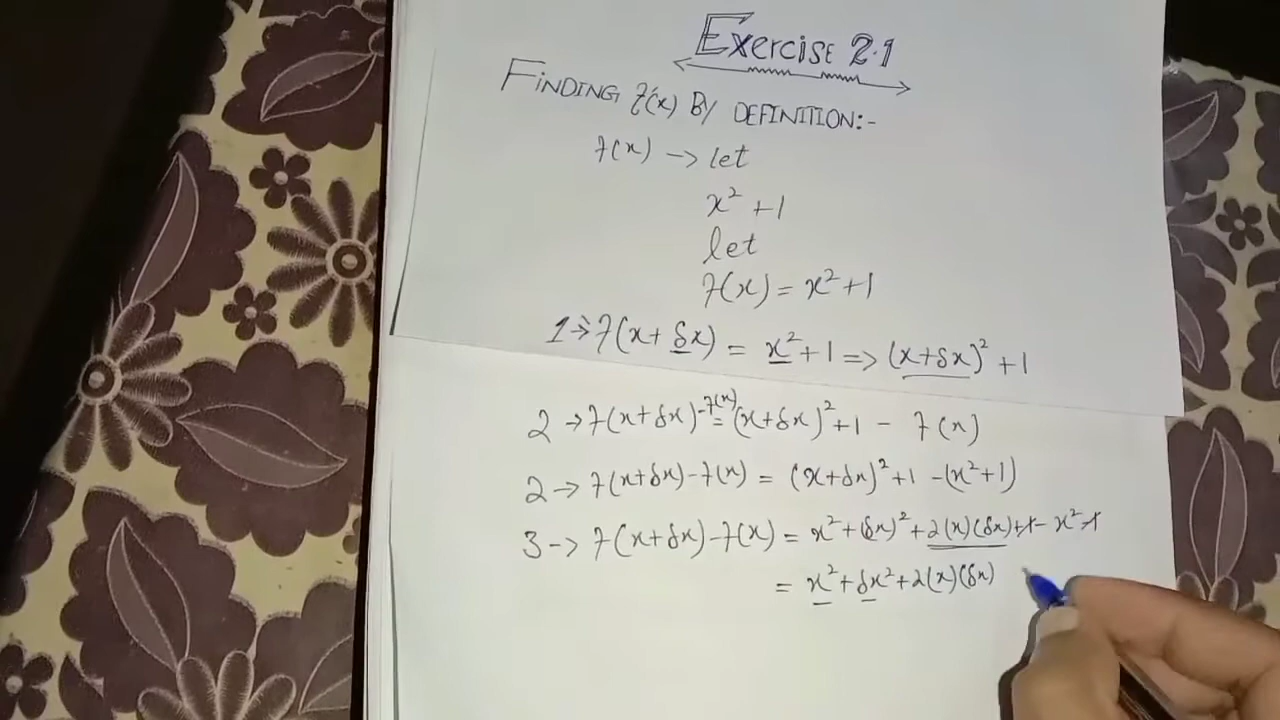 Exercise 2.1
FINDING f'(x) BY DEFINITION:-
f(x) -> let
x² +1
let
f(x) = x² +1
1-> f(x+δx) = x²+1 => (x+δx)² +1
2 -> f(x+δx) -f(x) = (x+δx)² +1 - f(x)
2 -> f(x+δx) -f(x) = (x+δx)² +1 -(x²+1)
3 -> f(x+δx) -f(x) = x² +(δx)² +2(x)(δx)+1- x² -1
= x² +δx² +2(x)(δx)